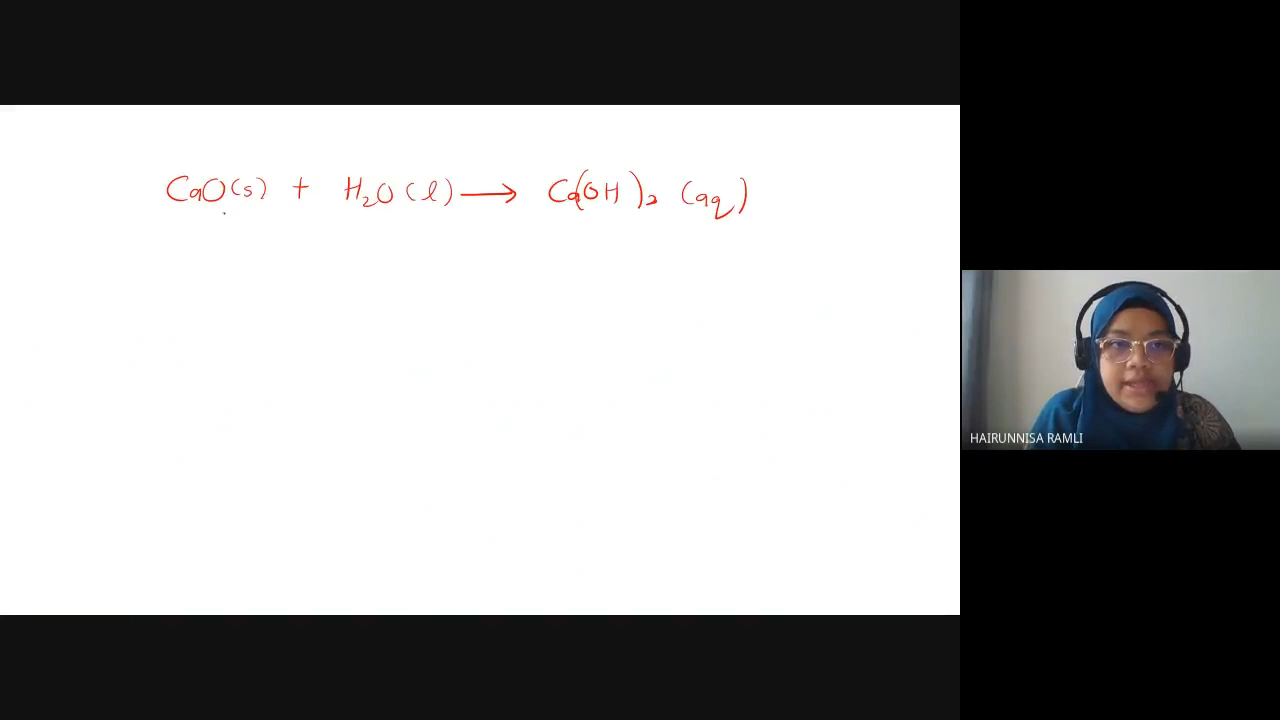 CaO(s) + H₂O(l) ⟶ Ca(OH)₂ (aq)
HAIRUNNISA RAMLI